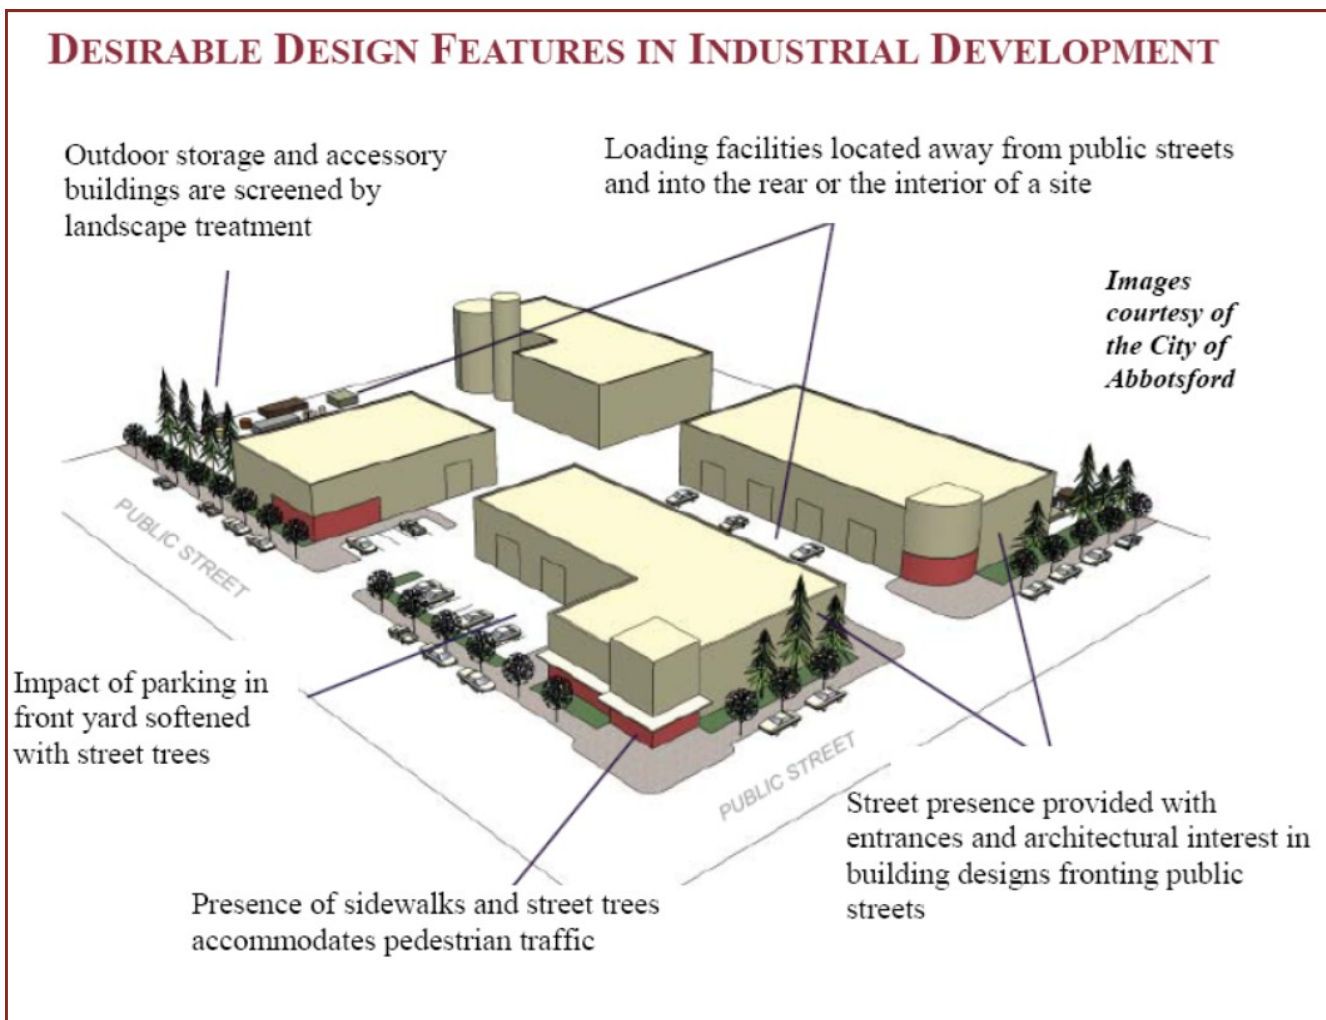 DESIRABLE DESIGN FEATURES IN INDUSTRIAL DEVELOPMENT
Outdoor storage and accessory
buildings are screened by
landscape treatment
Loading facilities located away from public streets
and into the rear or the interior of a site
Images
courtesy of
the City of
Abbotsford
PUBLIC STREET
Impact of parking in
front yard softened
with street trees
PUBLIC STREET
Street presence provided with
entrances and architectural interest in
building designs fronting public
streets
Presence of sidewalks and street trees
accommodates pedestrian traffic